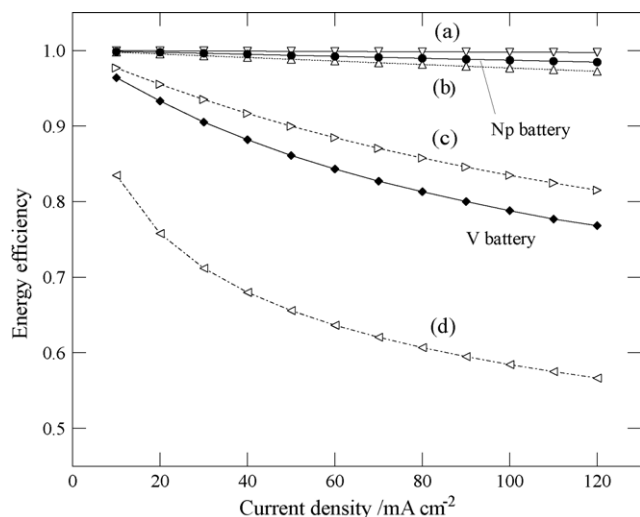 (a)
1.0
(b)
Np battery
0.9
(c)
0.8
V battery
Energy efficiency
0.7
(d)
0.6
0.5
0
20
40
60
80
100
120
Current density /mA cm⁻²